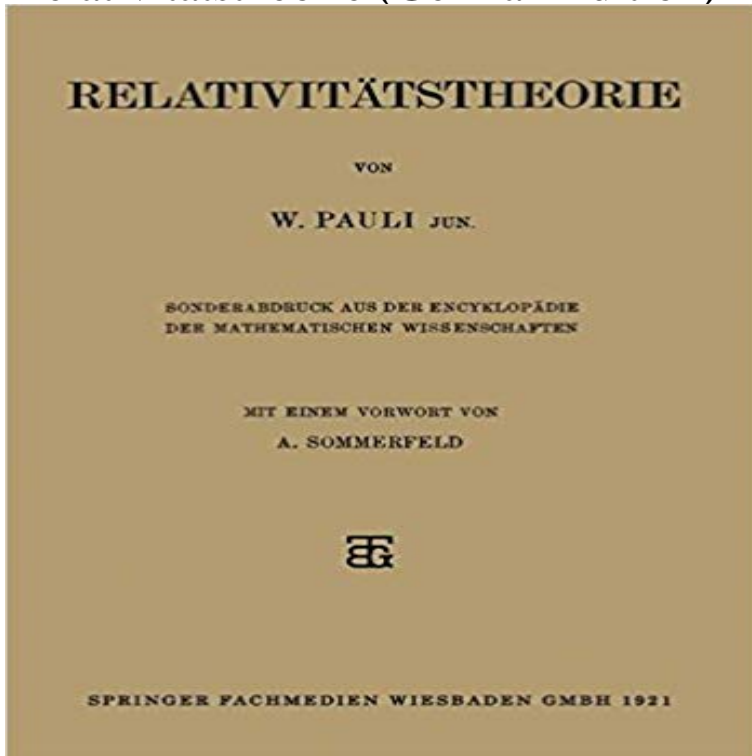 RELATIVITÄTSTHEORIE
VON
W. PAULI JUN.
SONDERABDRUCK AUS DER ENCYKLOPÄDIE
DER MATHEMATISCHEN WISSENSCHAFTEN
MIT EINEM VORWORT VON
A. SOMMERFELD
BTG
SPRINGER FACHMEDIEN WIESBADEN GMBH 1921